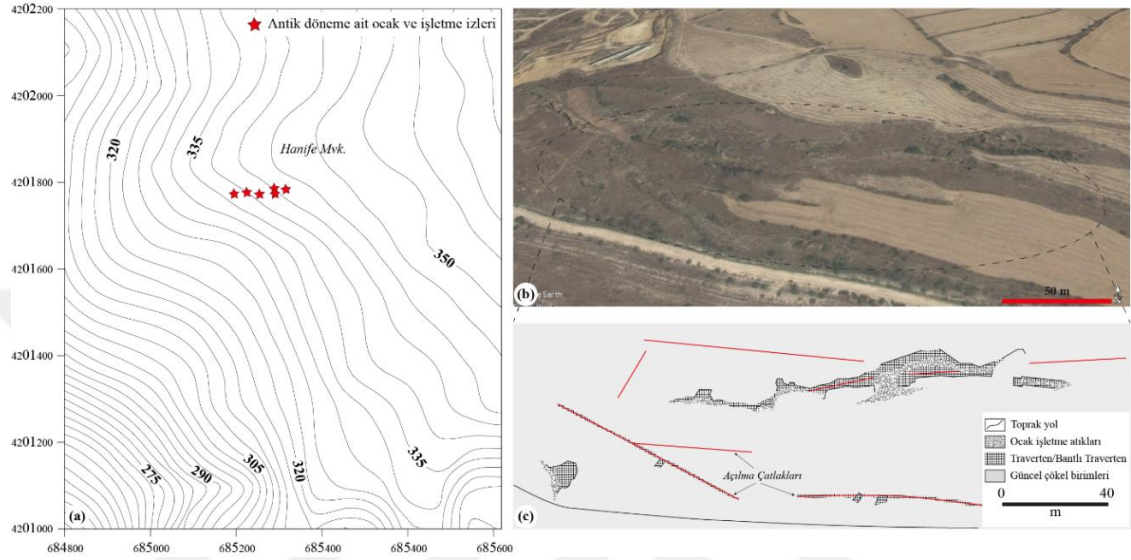 4202200
Antik döneme ait ocak ve işletme izleri
4202000
320
335
Hanife Mvk.
4201800
4201600
350
4201400
4201200
335
320
305
290
275
4201000
(a)
684800
685000
685200
685400
685400
685600
(b)
Earth
50 m
Açılma Çatlakları
Toprak yol
Ocak işletme atıkları
Traverten/Bantlı Traverten
Güncel çökel birimleri
0
40
m
(c)